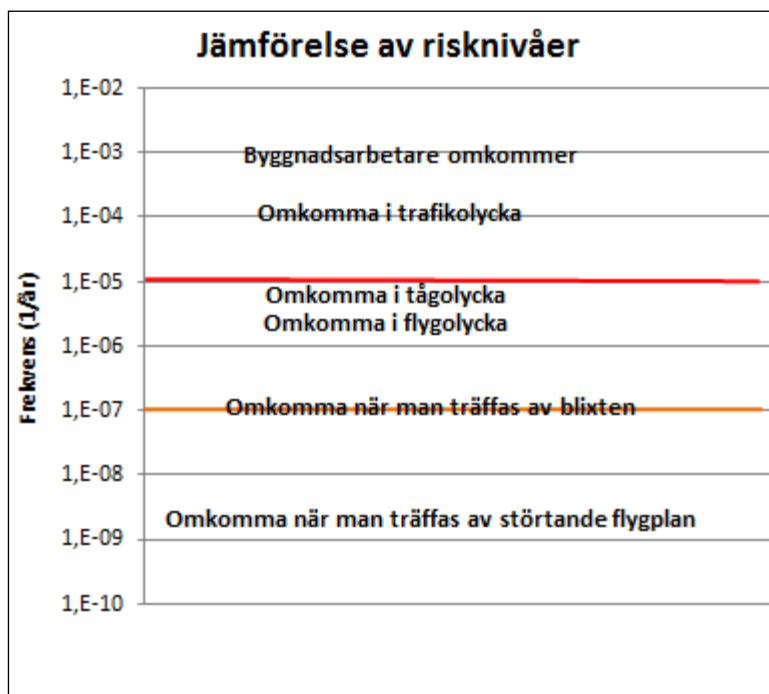 Jämförelse av risknivåer
1,E-02
1,E-03
Byggnadsarbetare omkommer
1,E-04
Omkomma i trafikolycka
Frekvens (1/år)
1,E-05
Omkomma i tågolycka
Omkomma i flygolycka
1,E-06
1,E-07
Omkomma när man träffas av blixten
1,E-08
Omkomma när man träffas av störtande flygplan
1,E-09
1,E-10